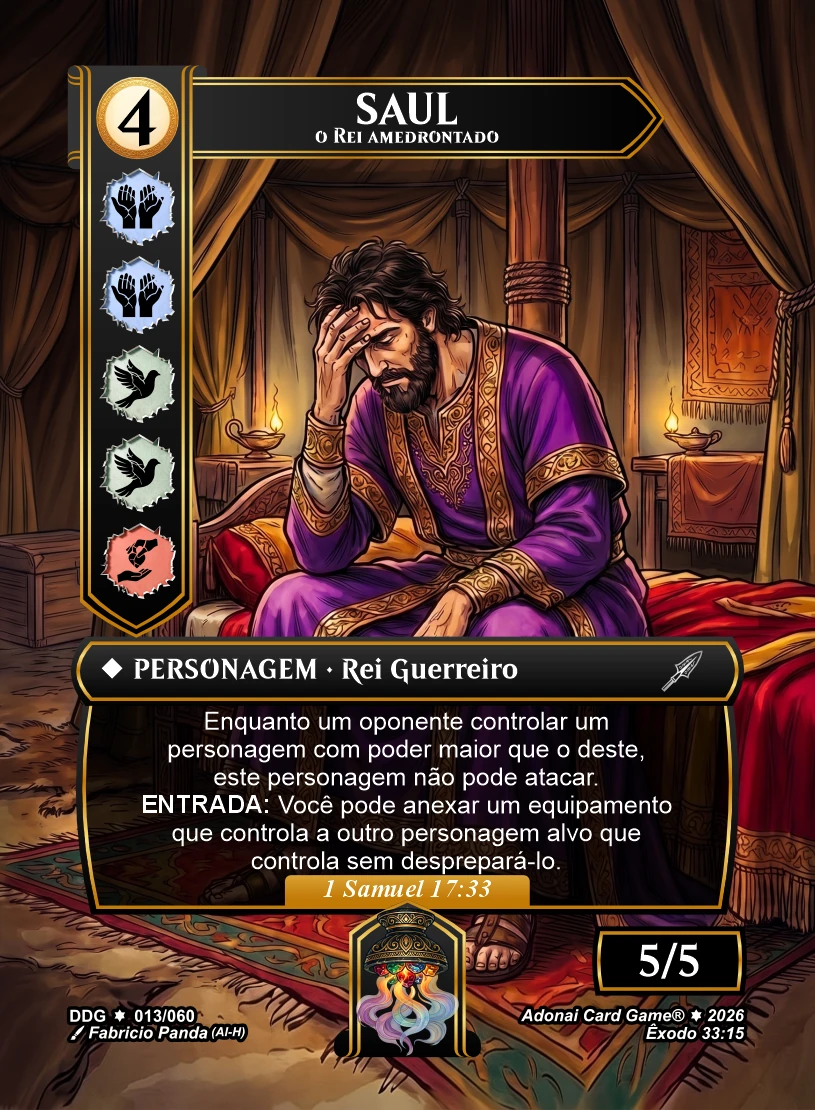 4
SAUL
O REI AMEDRONTADO
PERSONAGEM · Rei Guerreiro
Enquanto um oponente controlar um
personagem com poder maior que o deste,
este personagem não pode atacar.
ENTRADA: Você pode anexar um equipamento
que controla a outro personagem alvo que
controla sem desprepará-lo.
1 Samuel 17:33
5/5
DDG ✶ 013/060
Fabricio Panda (AI-H)
Adonai Card Game® ✶ 2026
Êxodo 33:15